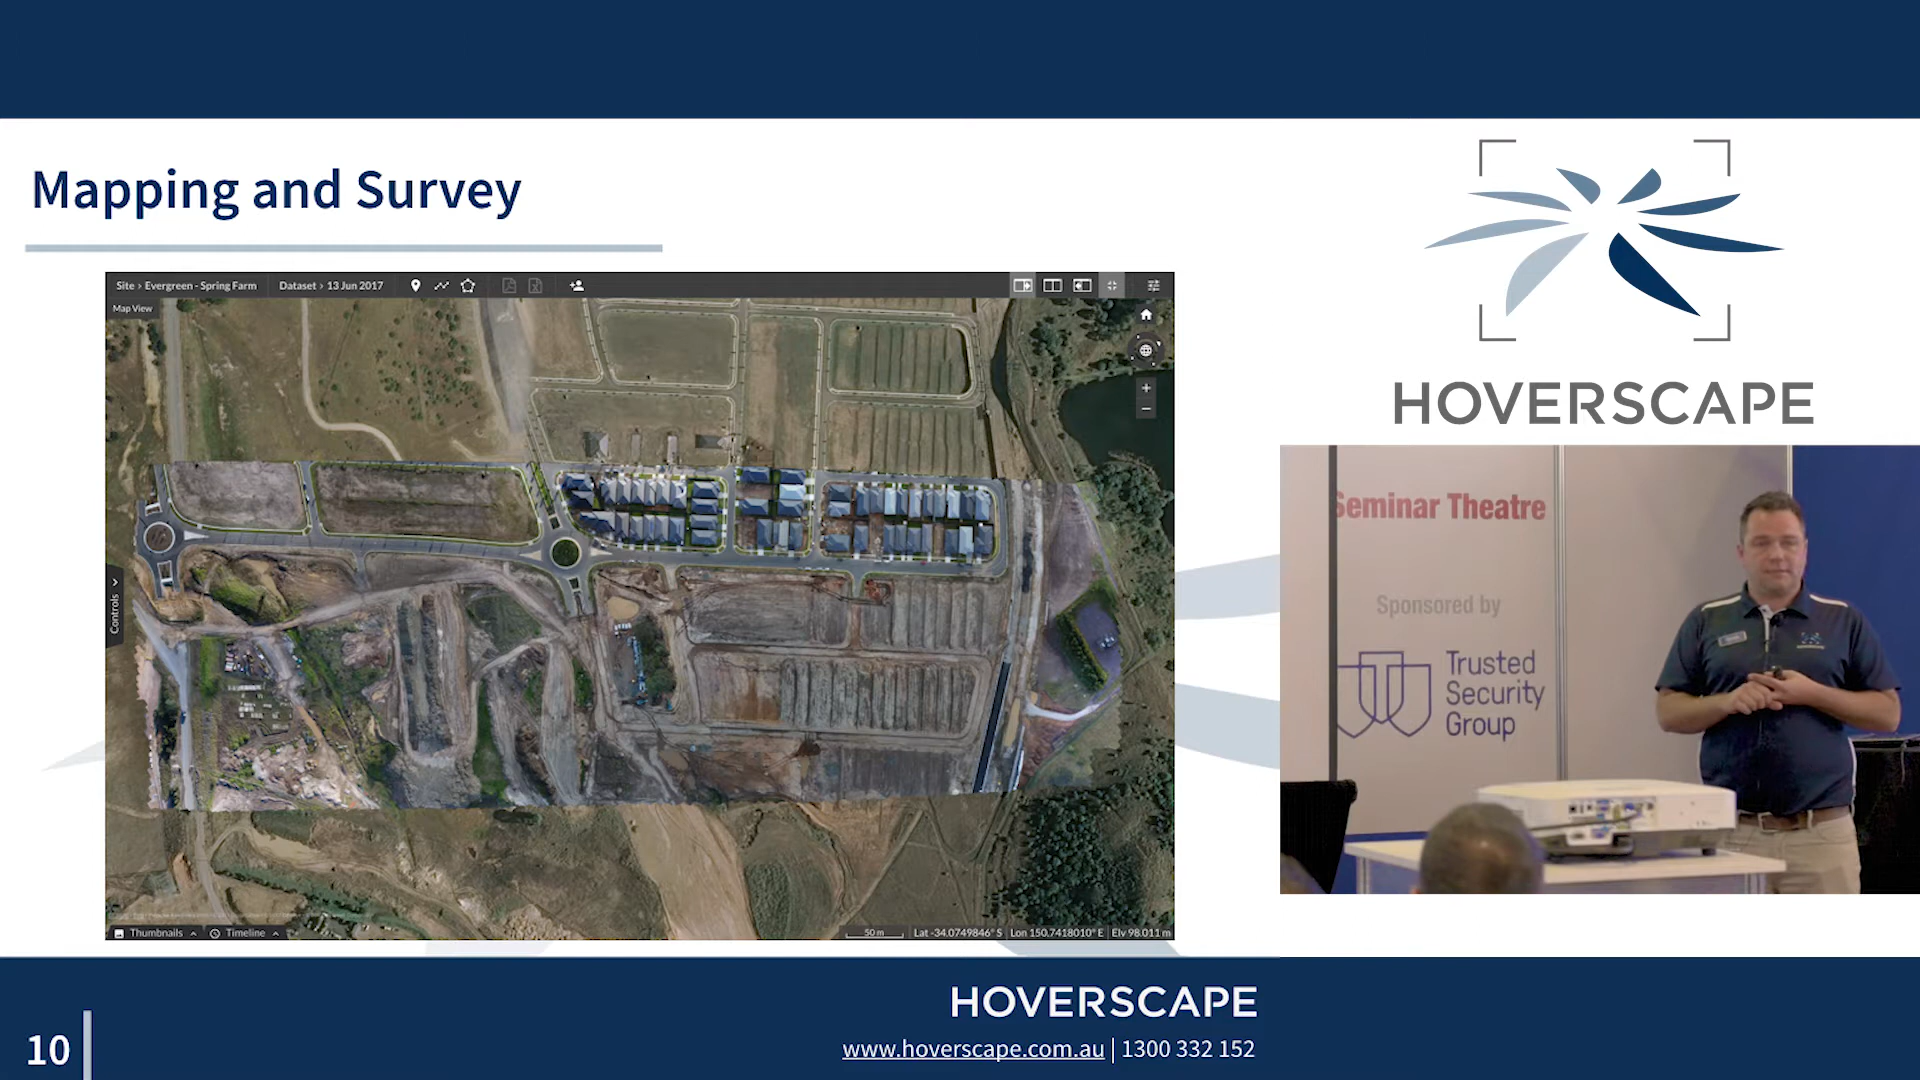 Mapping and Survey
Site > Evergreen - Spring Farm
Dataset > 13 Jun 2017
Map View
Controls
Thumbnails
Timeline
50 m
Lat -34.0749846° S
Lon 150.7418010° E
Elv 98.011 m
HOVERSCAPE
Seminar Theatre
Sponsored by
Trusted
Security
Group
HOVERSCAPE
www.hoverscape.com.au | 1300 332 152
10